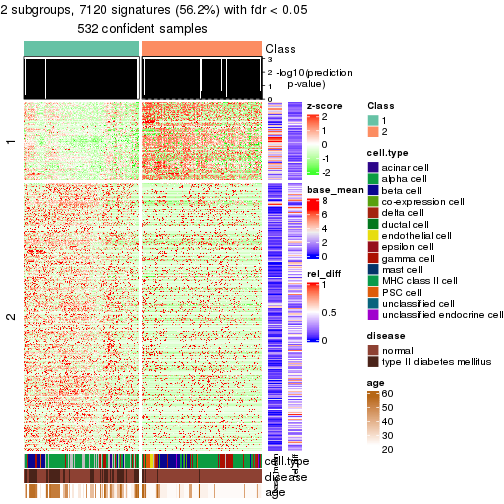 2 subgroups, 7120 signatures (56.2%) with fdr < 0.05
532 confident samples
Class
3
2
1
0
-log10(prediction
p-value)
1
2
z-score
2
1
0
-1
-2
base_mean
8
6
4
2
0
rel_diff
1
0.5
0
Class
1
2
cell.type
acinar cell
alpha cell
beta cell
co-expression cell
delta cell
ductal cell
endothelial cell
epsilon cell
gamma cell
mast cell
MHC class II cell
PSC cell
unclassified cell
unclassified endocrine cell
disease
normal
type II diabetes mellitus
age
60
50
40
30
20
cell.type
disease
age